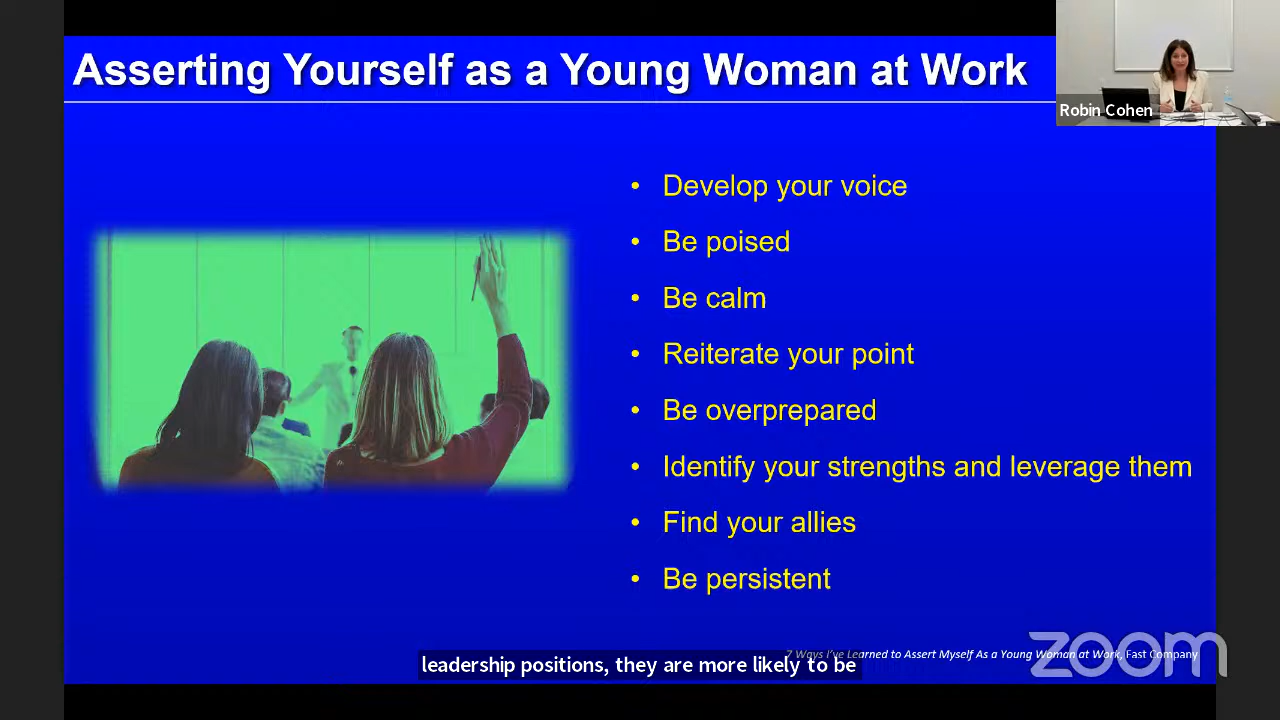 Asserting Yourself as a Young Woman at Work
Robin Cohen
• Develop your voice
• Be poised
• Be calm
• Reiterate your point
• Be overprepared
• Identify your strengths and leverage them
• Find your allies
• Be persistent
7 Ways I've Learned to Assert Myself As a Young Woman at Work, Fast Company
leadership positions, they are more likely to be
zoom